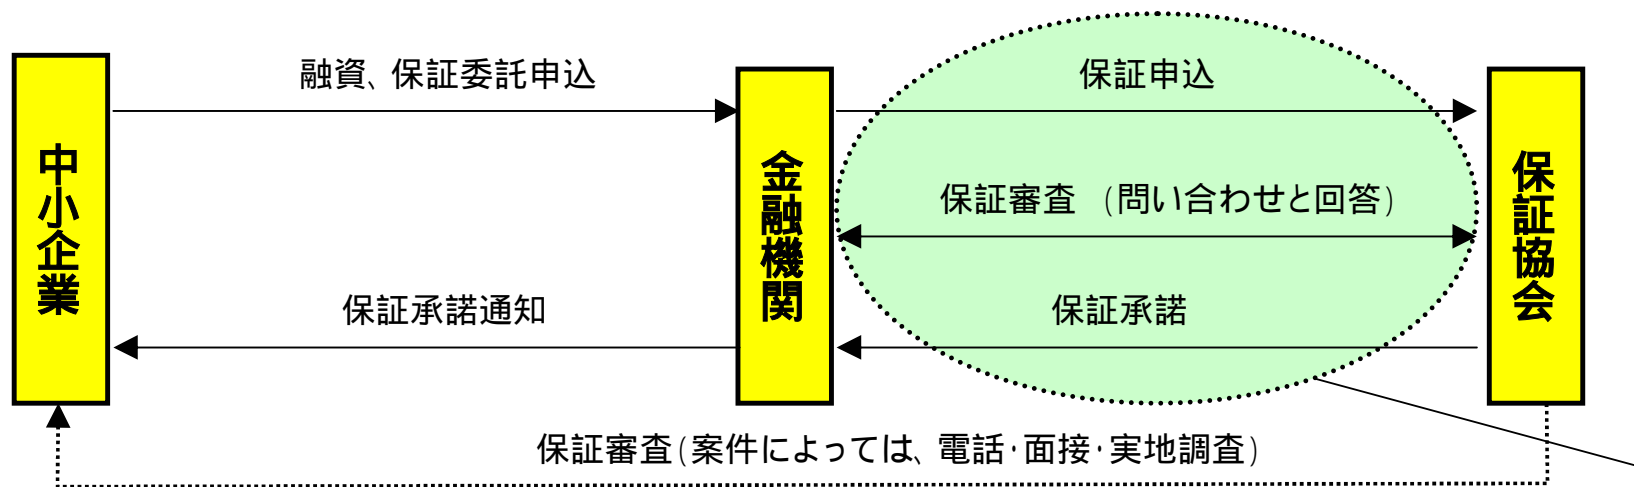 融資、保証委託申込
保証申込
中小企業
金融機関
保証協会
保証審査 (問い合わせと回答)
保証承諾通知
保証承諾
保証審査(案件によっては、電話・面接・実地調査)